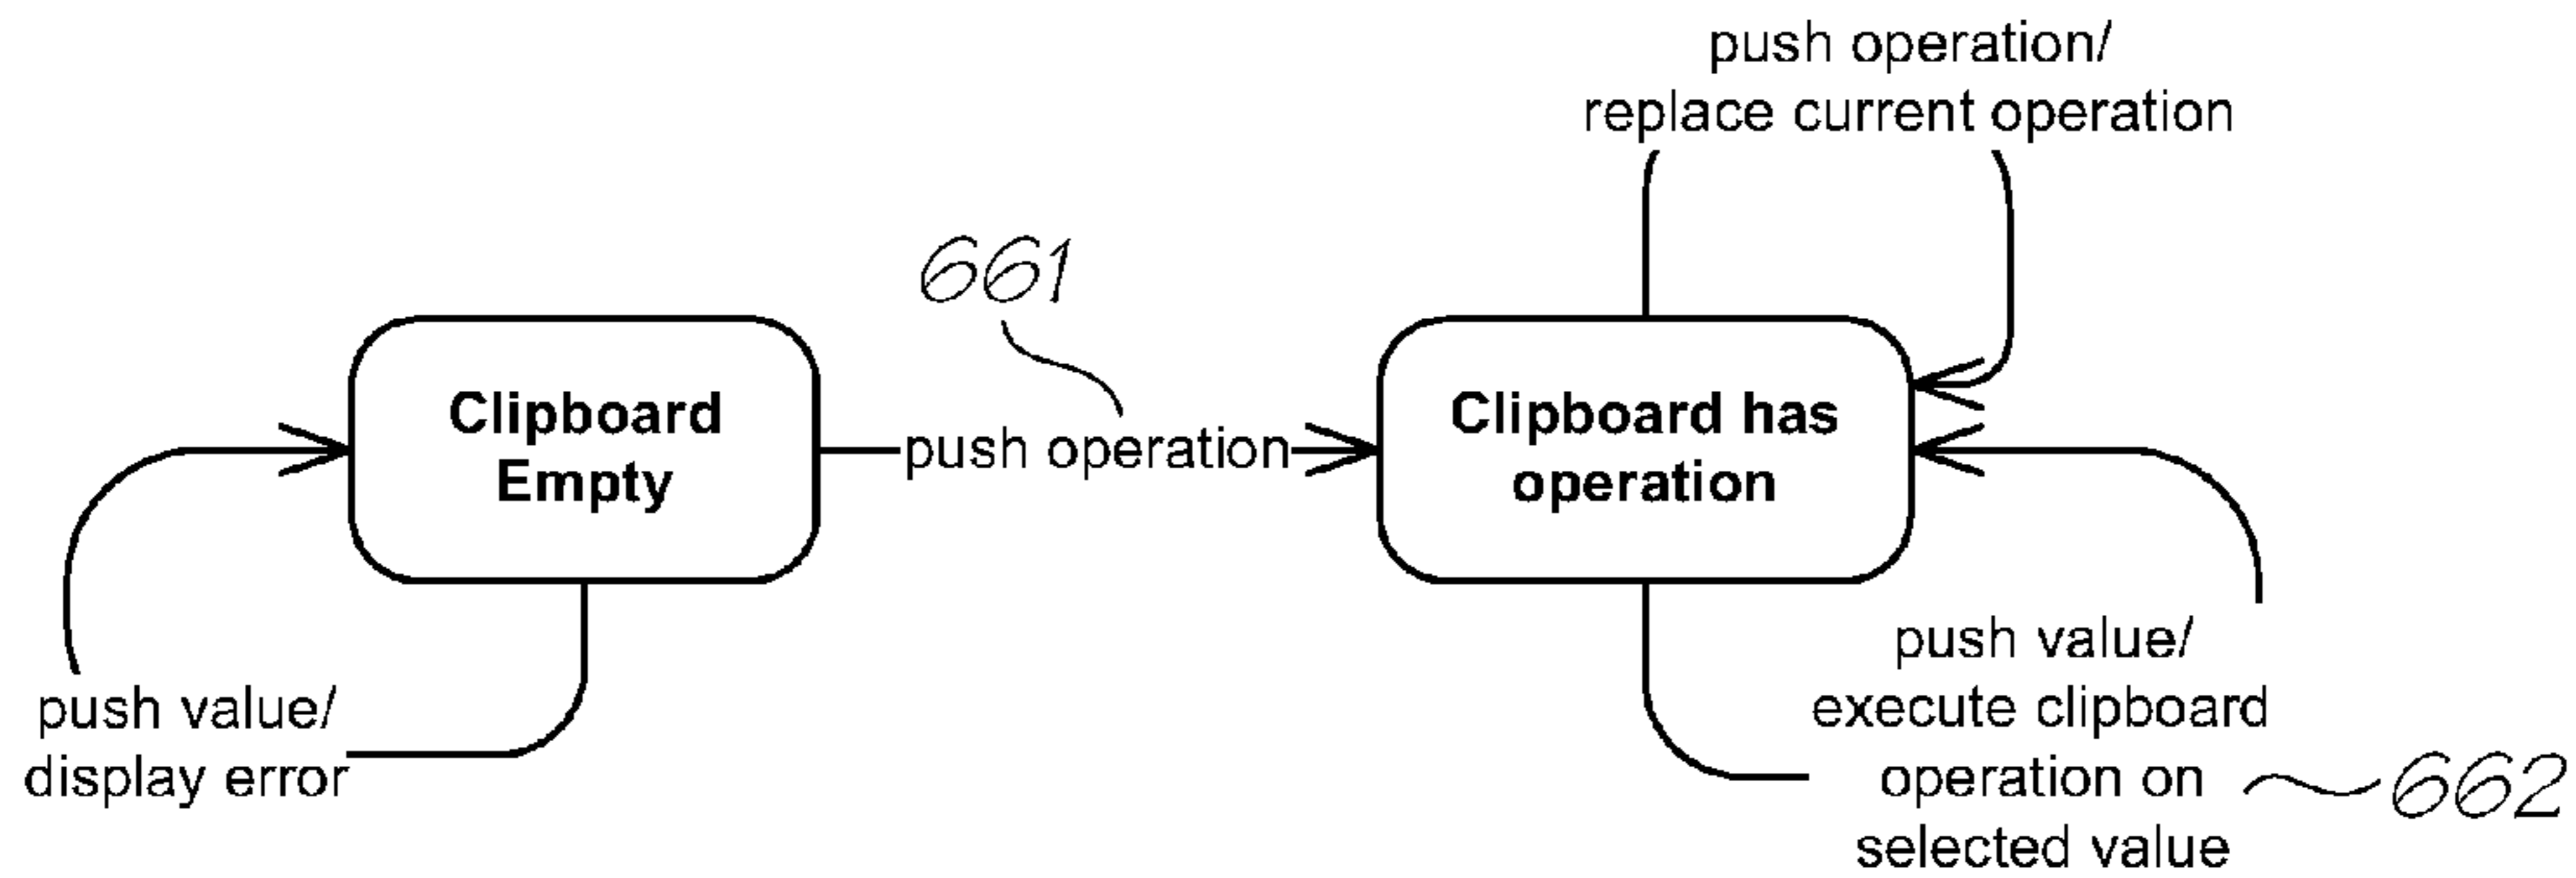 push operation/
replace current operation
661
Clipboard
Empty
push operation
Clipboard has
operation
push value/
display error
push value/
execute clipboard
operation on
selected value
662